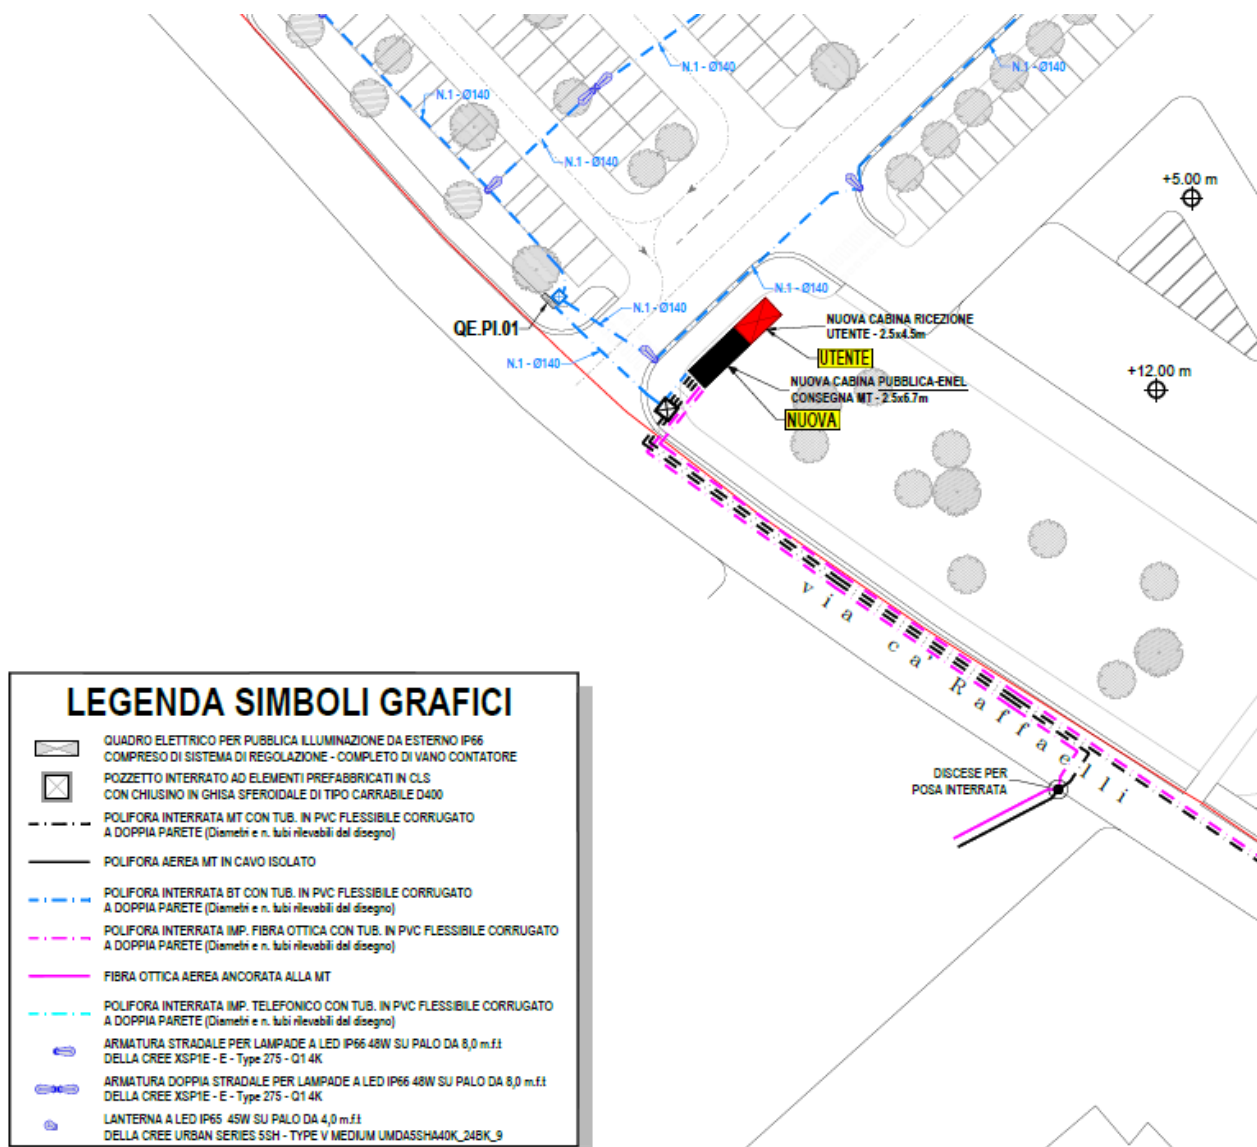 N.1 - Ø140
N.1 - Ø140
N.1 - Ø140
N.1 - Ø140
+5.00 m
N.1 - Ø140
N.1 - Ø140
QE.PI.01
NUOVA CABINA RICEZIONE
UTENTE - 2.5x4.5m
UTENTE
N.1 - Ø140
+12.00 m
NUOVA CABINA PUBBLICA-ENEL
CONSEGNA MT - 2.5x6.7m
NUOVA
via ca' Raffaelli
DISCESE PER
POSA INTERRATA
LEGENDA SIMBOLI GRAFICI
QUADRO ELETTRICO PER PUBBLICA ILLUMINAZIONE DA ESTERNO IP66
COMPRESO DI SISTEMA DI REGOLAZIONE - COMPLETO DI VANO CONTATORE
POZZETTO INTERRATO AD ELEMENTI PREFABBRICATI IN CLS
CON CHIUSINO IN GHISA SFEROIDALE DI TIPO CARRABILE D400
POLIFORA INTERRATA MT CON TUB. IN PVC FLESSIBILE CORRUGATO
A DOPPIA PARETE (Diametri e n. tubi rilevabili dal disegno)
POLIFORA AEREA MT IN CAVO ISOLATO
POLIFORA INTERRATA BT CON TUB. IN PVC FLESSIBILE CORRUGATO
A DOPPIA PARETE (Diametri e n. tubi rilevabili dal disegno)
POLIFORA INTERRATA IMP. FIBRA OTTICA CON TUB. IN PVC FLESSIBILE CORRUGATO
A DOPPIA PARETE (Diametri e n. tubi rilevabili dal disegno)
FIBRA OTTICA AEREA ANCORATA ALLA MT
POLIFORA INTERRATA IMP. TELEFONICO CON TUB. IN PVC FLESSIBILE CORRUGATO
A DOPPIA PARETE (Diametri e n. tubi rilevabili dal disegno)
ARMATURA STRADALE PER LAMPADE A LED IP66 48W SU PALO DA 8,0 m.f.t
DELLA CREE XSP1E - E - Type 275 - Q1 4K
ARMATURA DOPPIA STRADALE PER LAMPADE A LED IP66 48W SU PALO DA 8,0 m.f.t
DELLA CREE XSP1E - E - Type 275 - Q1 4K
LANTERNA A LED IP65 45W SU PALO DA 4,0 m.f.t
DELLA CREE URBAN SERIES 5SH - TYPE V MEDIUM UMDA5SHA40K_24BK_9